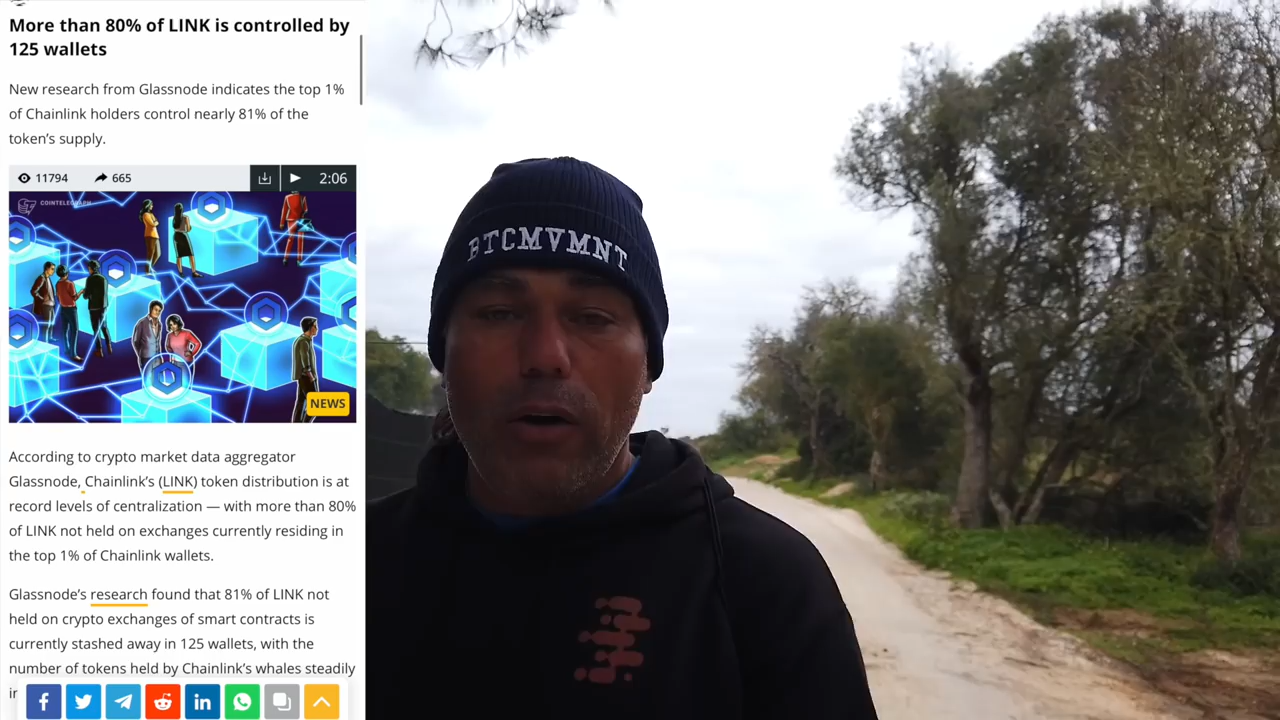 More than 80% of LINK is controlled by
125 wallets
New research from Glassnode indicates the top 1%
of Chainlink holders control nearly 81% of the
token's supply.
11794 665 2:06
COINTELEGRAPH
NEWS
According to crypto market data aggregator
Glassnode, Chainlink's (LINK) token distribution is at
record levels of centralization — with more than 80%
of LINK not held on exchanges currently residing in
the top 1% of Chainlink wallets.
Glassnode's research found that 81% of LINK not
held on crypto exchanges of smart contracts is
currently stashed away in 125 wallets, with the
number of tokens held by Chainlink's whales steadily
BTCMVMNT